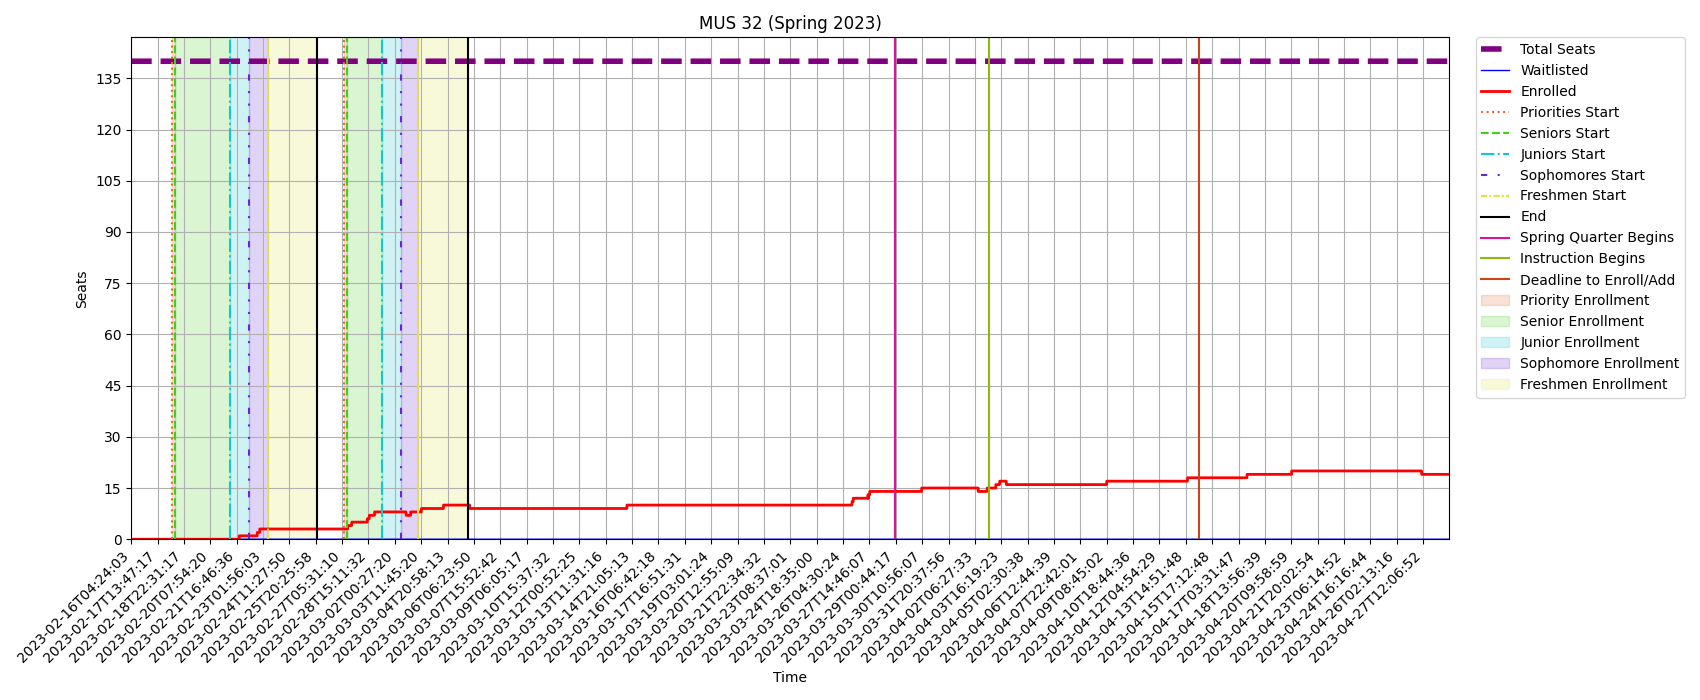 MUS 32 (Spring 2023)
135
120
105
90
75
60
45
30
15
0
Seats
2023-02-16T04:24:03
2023-02-17T13:47:17
2023-02-18T22:31:17
2023-02-20T07:54:20
2023-02-21T16:46:36
2023-02-23T01:56:03
2023-02-24T11:27:50
2023-02-25T20:25:58
2023-02-27T05:31:10
2023-02-28T15:11:32
2023-03-02T00:27:20
2023-03-03T11:45:20
2023-03-04T20:58:13
2023-03-06T06:23:50
2023-03-07T15:52:42
2023-03-09T06:05:17
2023-03-10T15:37:32
2023-03-12T00:52:25
2023-03-13T11:31:16
2023-03-14T21:05:13
2023-03-16T06:42:18
2023-03-17T16:51:31
2023-03-19T03:01:24
2023-03-20T12:55:09
2023-03-21T22:34:32
2023-03-23T08:37:01
2023-03-24T18:35:00
2023-03-26T04:30:24
2023-03-27T14:46:07
2023-03-29T00:44:17
2023-03-30T10:56:07
2023-03-31T20:37:56
2023-04-02T06:27:33
2023-04-03T16:19:23
2023-04-05T02:30:38
2023-04-06T12:44:39
2023-04-07T22:42:01
2023-04-09T08:45:02
2023-04-10T18:44:36
2023-04-12T04:54:29
2023-04-13T14:51:48
2023-04-15T17:12:48
2023-04-17T03:31:47
2023-04-18T13:56:39
2023-04-20T09:58:59
2023-04-21T20:02:54
2023-04-23T06:14:52
2023-04-24T16:16:44
2023-04-26T02:13:16
2023-04-27T12:06:52
Time
Total Seats
Waitlisted
Enrolled
Priorities Start
Seniors Start
Juniors Start
Sophomores Start
Freshmen Start
End
Spring Quarter Begins
Instruction Begins
Deadline to Enroll/Add
Priority Enrollment
Senior Enrollment
Junior Enrollment
Sophomore Enrollment
Freshmen Enrollment